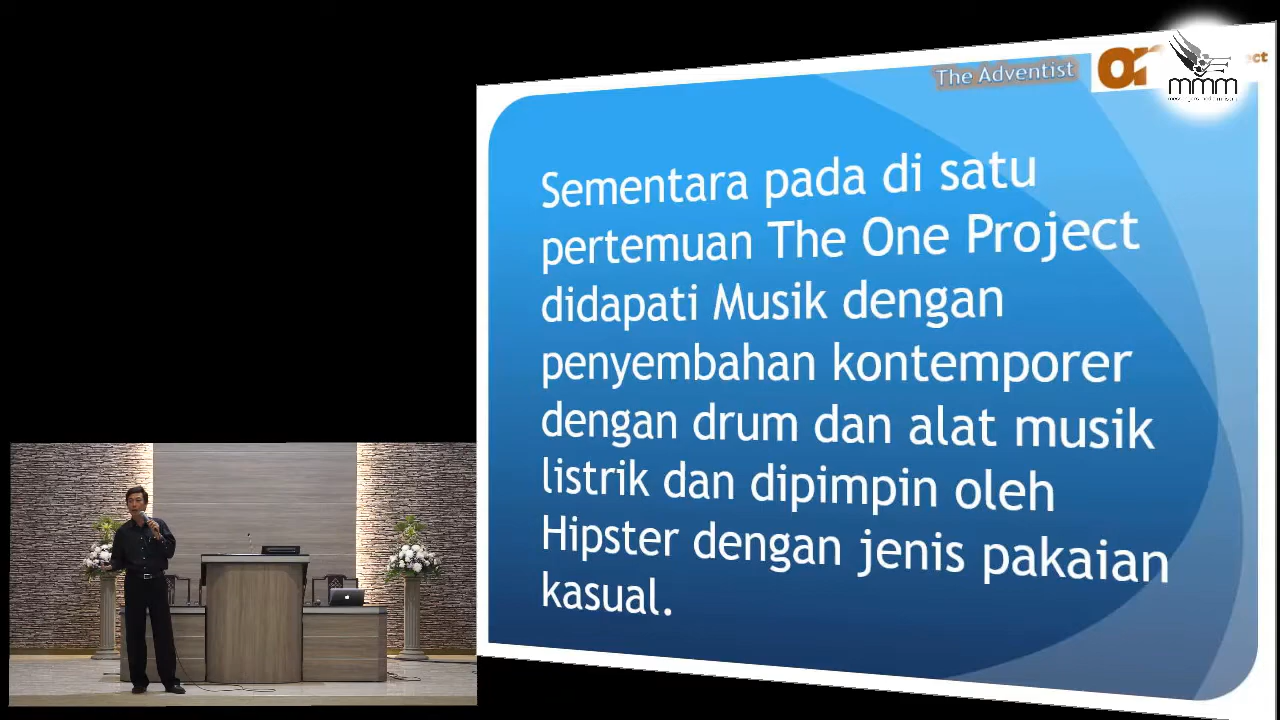 The Adventist
mmm
Sementara pada di satu
pertemuan The One Project
didapati Musik dengan
penyembahan kontemporer
dengan drum dan alat musik
listrik dan dipimpin oleh
Hipster dengan jenis pakaian
kasual.